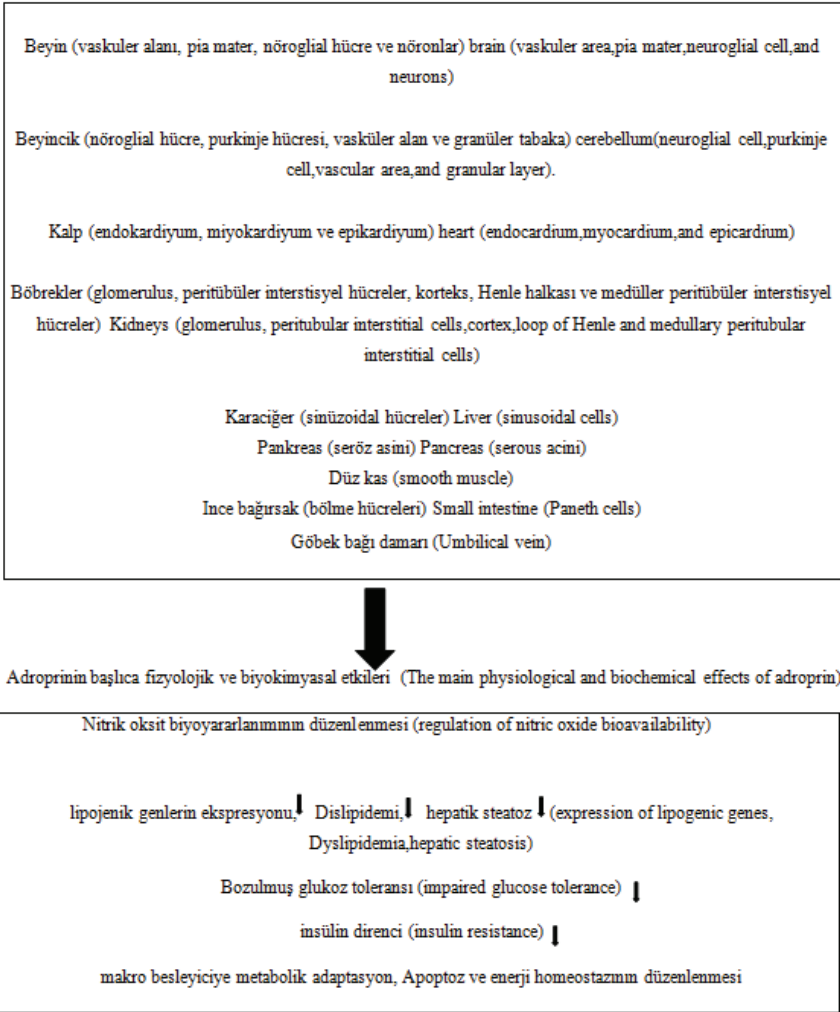 Beyin (vaskuler alanı, pia mater, nöroglial hücre ve nöronlar) brain (vaskuler area,pia mater,neuroglial cell,and
neurons)
Beyincik (nöroglial hücre, purkinje hücresi, vasküler alan ve granüler tabaka) cerebellum(neuroglial cell,purkinje
cell,vascular area,and granular layer).
Kalp (endokardiyum, miyokardiyum ve epikardiyum) heart (endocardium,myocardium,and epicardium)
Böbrekler (glomerulus, peritübüler interstisyel hücreler, korteks, Henle halkası ve medüller peritübüler interstisyel
hücreler) Kidneys (glomerulus, peritubular interstitial cells,cortex,loop of Henle and medullary peritubular
interstitial cells)
Karaciğer (sinüzoidal hücreler) Liver (sinusoidal cells)
Pankreas (seröz asini) Pancreas (serous acini)
Düz kas (smooth muscle)
Ince bağırsak (bölme hücreleri) Small intestine (Paneth cells)
Göbek bağı damarı (Umbilical vein)
Adroprinin başlıca fizyolojik ve biyokimyasal etkileri (The main physiological and biochemical effects of adroprin)
Nitrik oksit biyoyararlanımının düzenlenmesi (regulation of nitric oxide bioavailability)
lipojenik genlerin ekspresyonu,⬇ Dislipidemi,⬇ hepatik steatoz ⬇ (expression of lipogenic genes,
Dyslipidemia,hepatic steatosis)
Bozulmuş glukoz toleransı (impaired glucose tolerance) ⬇
insülin direnci (insulin resistance) ⬇
makro besleyiciye metabolik adaptasyon, Apoptoz ve enerji homeostazının düzenlenmesi